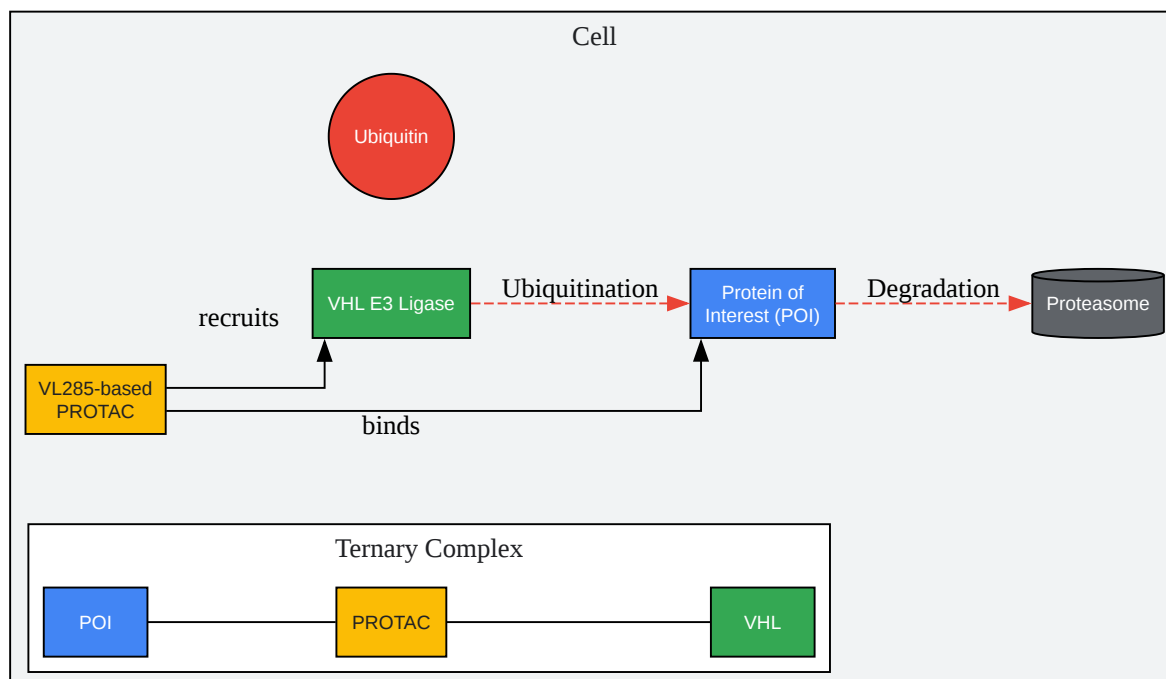 Cell
Ubiquitin
VHL E3 Ligase
Ubiquitination
Protein of
Interest (POI)
Degradation
Proteasome
recruits
VL285-based
PROTAC
binds
Ternary Complex
POI
PROTAC
VHL